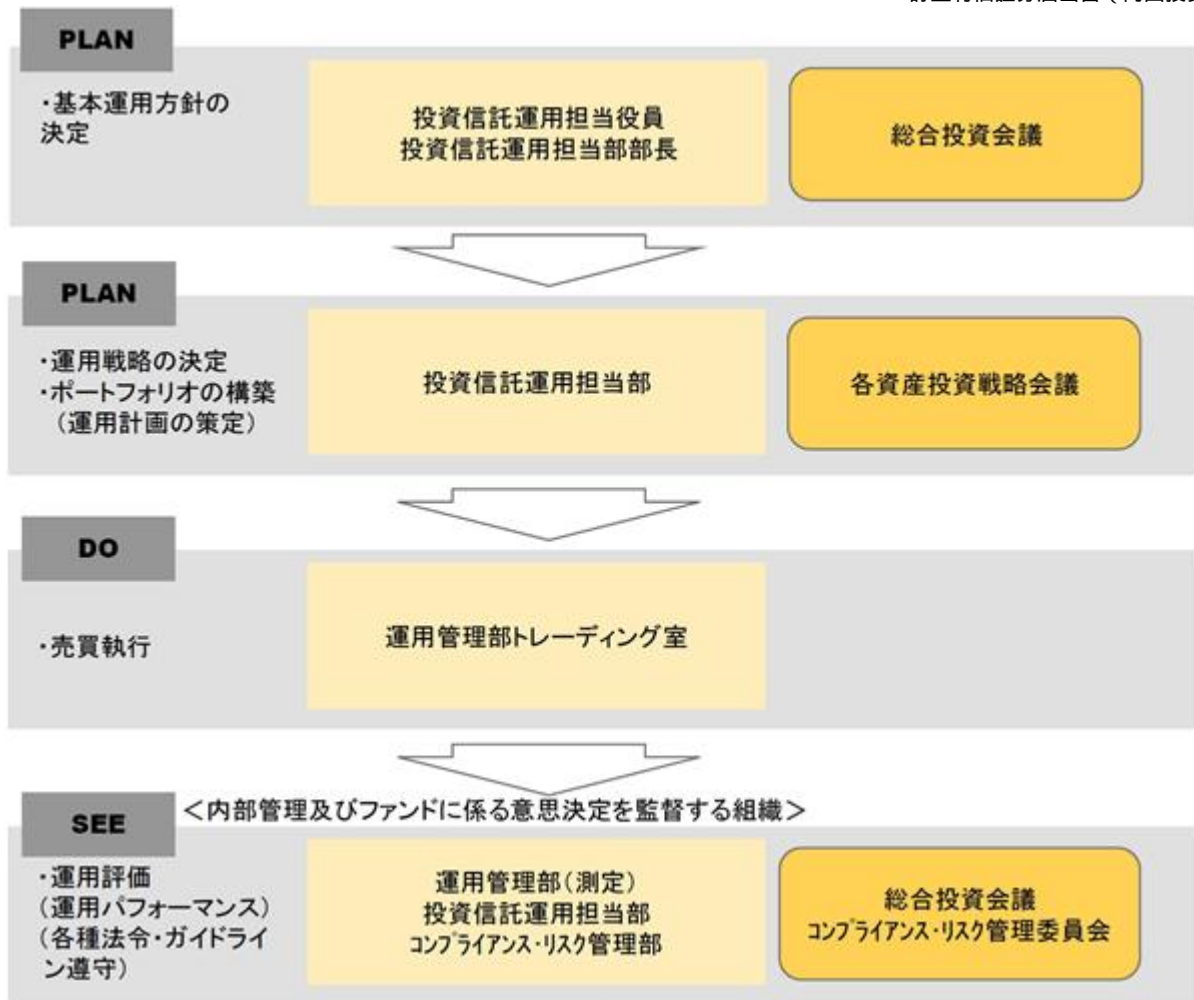 PLAN
・基本運用方針の
決定
投資信託運用担当役員
投資信託運用担当部部長
総合投資会議
PLAN
・運用戦略の決定
・ポートフォリオの構築
（運用計画の策定）
投資信託運用担当部
各資産投資戦略会議
DO
・売買執行
運用管理部トレーディング室
SEE
＜内部管理及びファンドに係る意思決定を監督する組織＞
・運用評価
（運用パフォーマンス）
（各種法令・ガイドライ
ン遵守）
運用管理部（測定）
投資信託運用担当部
ｺﾝﾌﾟﾗｲｱﾝｽ・ﾘｽｸ管理部
総合投資会議
ｺﾝﾌﾟﾗｲｱﾝｽ・ﾘｽｸ管理委員会